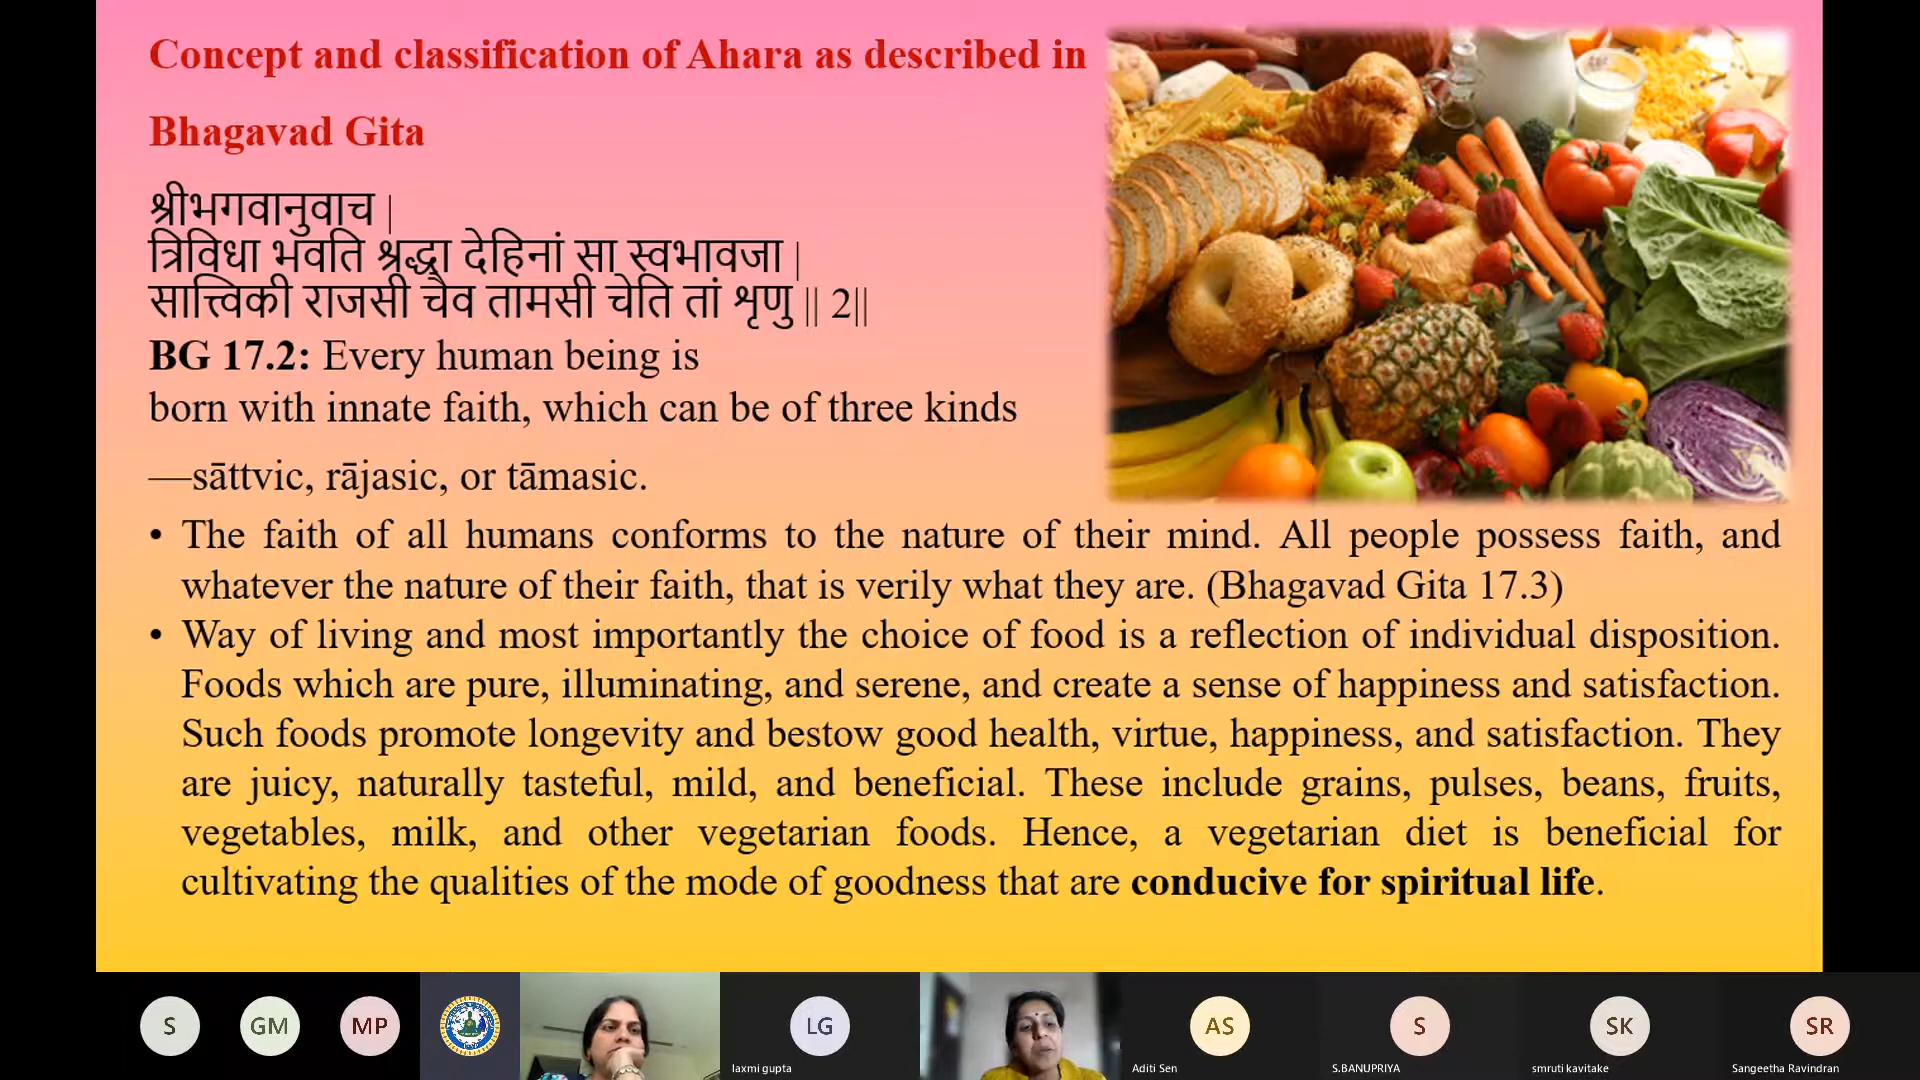 Concept and classification of Ahara as described in
Bhagavad Gita
श्रीभगवानुवाच |
त्रिविधा भवति श्रद्धा देहिनां सा स्वभावजा |
सात्त्विकी राजसी चैव तामसी चेति तां शृणु || 2||
BG 17.2: Every human being is
born with innate faith, which can be of three kinds
—sāttvic, rājasic, or tāmasic.
• The faith of all humans conforms to the nature of their mind. All people possess faith, and
whatever the nature of their faith, that is verily what they are. (Bhagavad Gita 17.3)
• Way of living and most importantly the choice of food is a reflection of individual disposition.
Foods which are pure, illuminating, and serene, and create a sense of happiness and satisfaction.
Such foods promote longevity and bestow good health, virtue, happiness, and satisfaction. They
are juicy, naturally tasteful, mild, and beneficial. These include grains, pulses, beans, fruits,
vegetables, milk, and other vegetarian foods. Hence, a vegetarian diet is beneficial for
cultivating the qualities of the mode of goodness that are conducive for spiritual life.
S GM MP LG AS S SK SR
laxmi gupta Aditi Sen S.BANUPRIYA smruti kavitake Sangeetha Ravindran